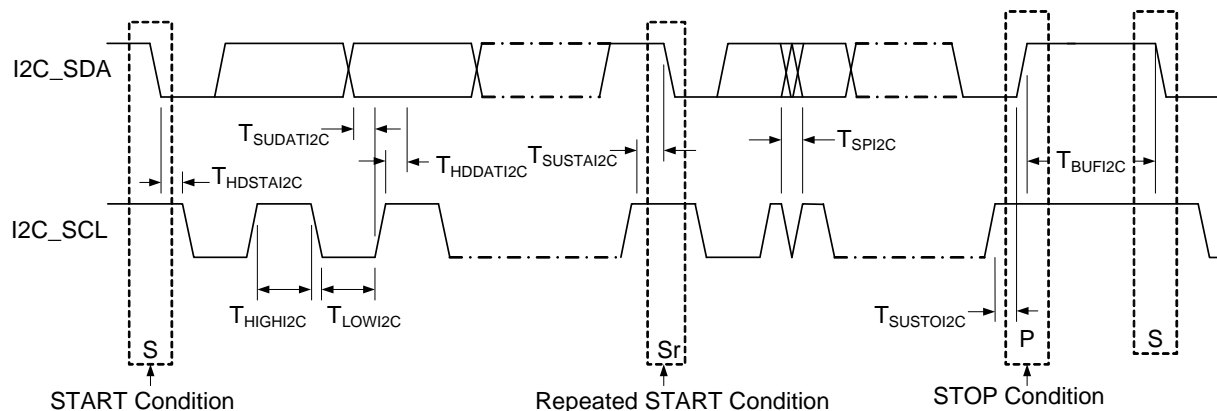 I2C_SDA
TSUDATI2C
THDDATI2C
TSUSTAI2C
TSPI2C
TBUFI2C
THDSTAI2C
I2C_SCL
THIGHI2C
TLOWI2C
TSUSTOI2C
S
Sr
P
S
START Condition
Repeated START Condition
STOP Condition